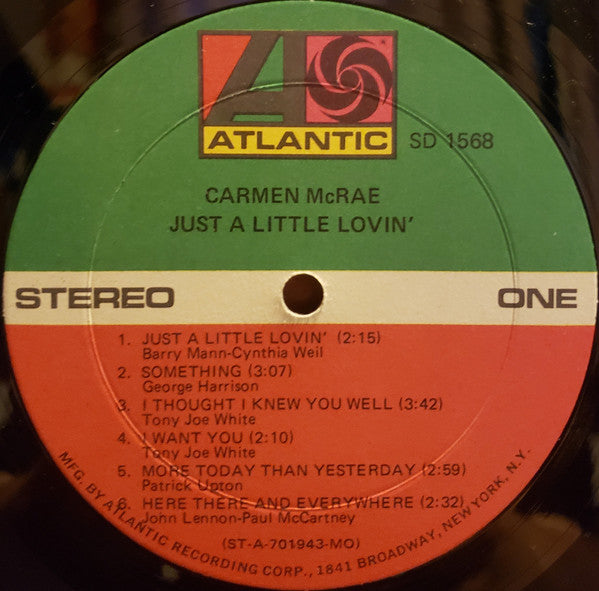 ATLANTIC SD 1568
CARMEN McRAE
JUST A LITTLE LOVIN'
STEREO ONE
1. JUST A LITTLE LOVIN' (2:15)
Barry Mann-Cynthia Weil
2. SOMETHING (3:07)
George Harrison
3. I THOUGHT I KNEW YOU WELL (3:42)
Tony Joe White
4. I WANT YOU (2:10)
Tony Joe White
5. MORE TODAY THAN YESTERDAY (2:59)
Patrick Upton
6. HERE THERE AND EVERYWHERE (2:32)
John Lennon-Paul McCartney
(ST-A-701943-MO)
MFG. BY ATLANTIC RECORDING CORP., 1841 BROADWAY, NEW YORK, N.Y.